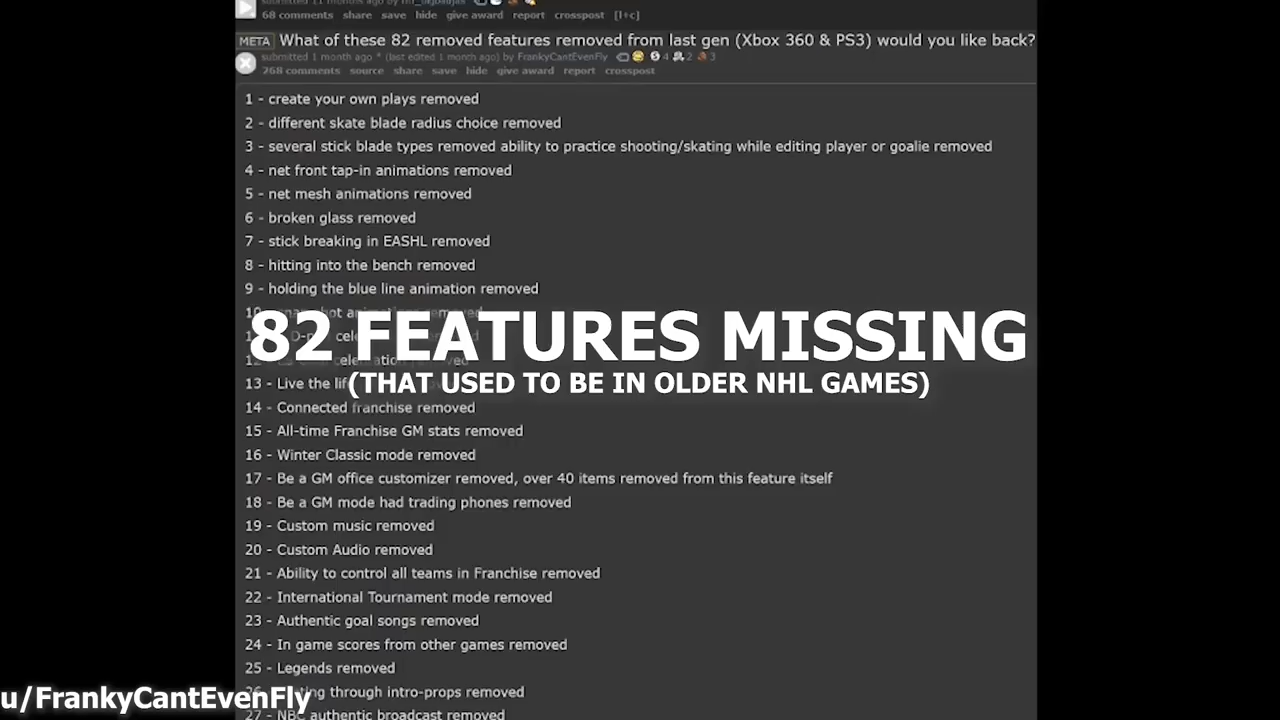 68 comments share save hide give award report crosspost [l+c]
META What of these 82 removed features removed from last gen (Xbox 360 & PS3) would you like back?
submitted 1 month ago * (last edited 1 month ago) by FrankyCantEvenFly 4 2 3
268 comments source share save hide give award report crosspost
1 - create your own plays removed
2 - different skate blade radius choice removed
3 - several stick blade types removed ability to practice shooting/skating while editing player or goalie removed
4 - net front tap-in animations removed
5 - net mesh animations removed
6 - broken glass removed
7 - stick breaking in EASHL removed
8 - hitting into the bench removed
9 - holding the blue line animation removed
82 FEATURES MISSING
(THAT USED TO BE IN OLDER NHL GAMES)
13 - Live the
14 - Connected franchise removed
15 - All-time Franchise GM stats removed
16 - Winter Classic mode removed
17 - Be a GM office customizer removed, over 40 items removed from this feature itself
18 - Be a GM mode had trading phones removed
19 - Custom music removed
20 - Custom Audio removed
21 - Ability to control all teams in Franchise removed
22 - International Tournament mode removed
23 - Authentic goal songs removed
24 - In game scores from other games removed
25 - Legends removed
through intro-props removed
u/FrankyCantEvenFly
27 - NBC authentic broadcast removed